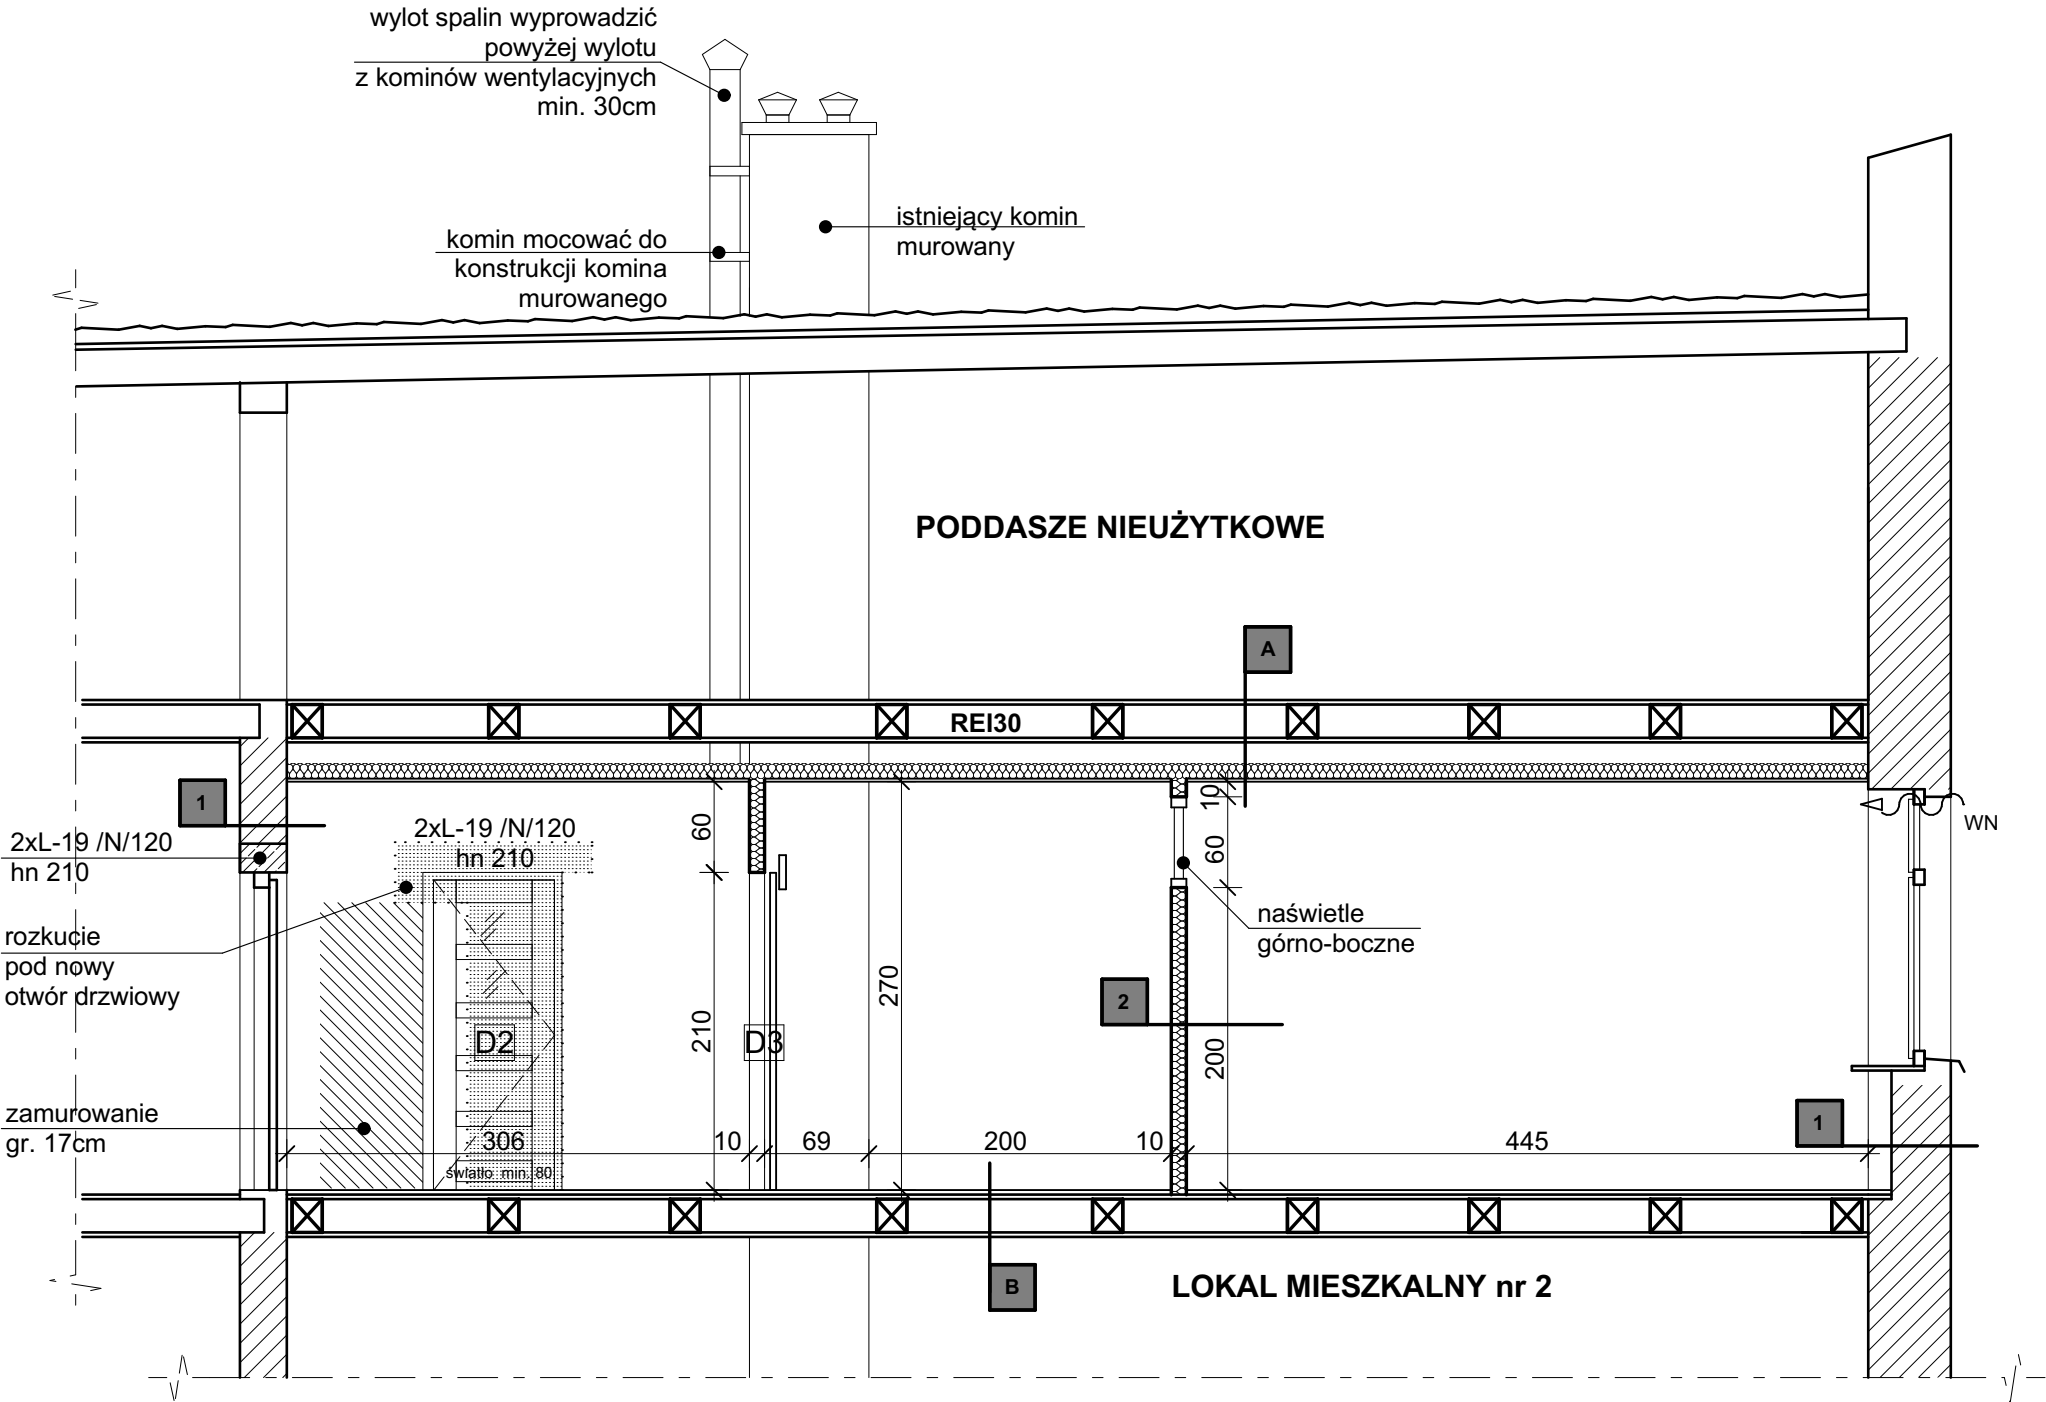 wylot spalin wyprowadzić
powyżej wylotu
z kominów wentylacyjnych
min. 30cm
istniejący komin
murowany
komin mocować do
konstrukcji komina
murowanego
PODDASZE NIEUŻYTKOWE
A
REI30
1
10
WN
2xL-19 /N/120
hn 210
2xL-19 /N/120
hn 210
60
60
naświetle
górno-boczne
rozkucie
pod nowy
otwór drzwiowy
270
2
210
D2
D3
200
zamurowanie
gr. 17cm
1
306
10
69
200
10
445
światło min. 80
B
LOKAL MIESZKALNY nr 2